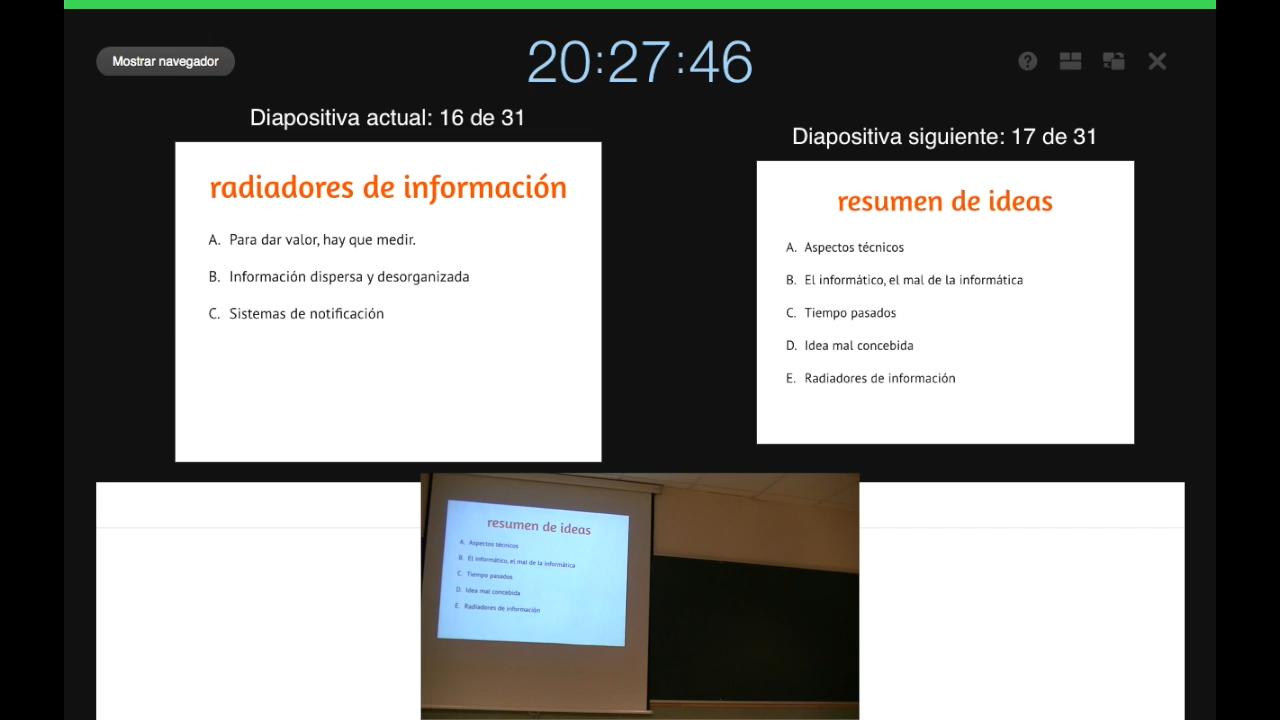 Mostrar navegador
20:27:46
Diapositiva actual: 16 de 31
radiadores de información
A. Para dar valor, hay que medir.
B. Información dispersa y desorganizada
C. Sistemas de notificación
Diapositiva siguiente: 17 de 31
resumen de ideas
A. Aspectos técnicos
B. El informático, el mal de la informática
C. Tiempo pasados
D. Idea mal concebida
E. Radiadores de información
resumen de ideas
A. Aspectos técnicos
B. El informático, el mal de la informática
C. Tiempo pasados
D. Idea mal concebida
E. Radiadores de información